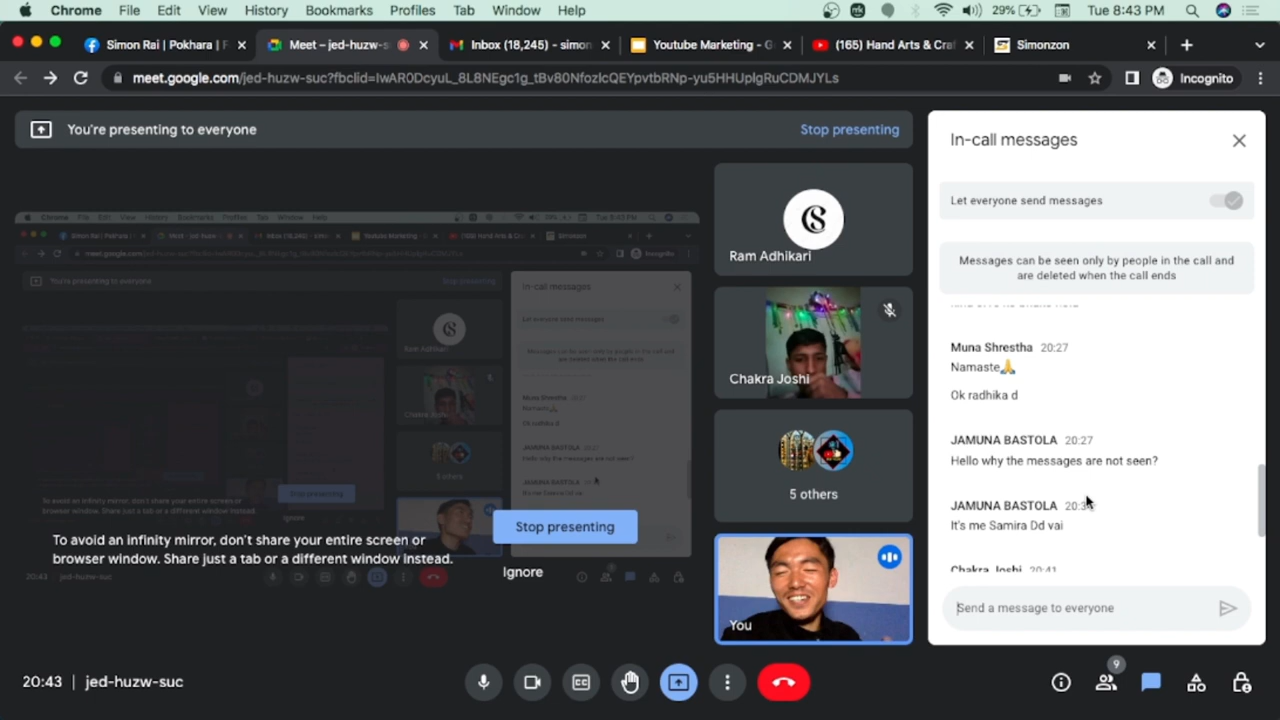 Chrome File Edit View History Bookmarks Profiles Tab Window Help 29% Tue 8:43 PM
Simon Rai | Pokhara | F Meet – jed-huzw-s Inbox (18,245) - simon Youtube Marketing - G (165) Hand Arts & Cra Simonzon
meet.google.com/jed-huzw-suc? Incognito
You're presenting to everyone Stop presenting
Ram Adhikari
Chakra Joshi
5 others
You
To avoid an infinity mirror, don't share your entire screen or
browser window. Share just a tab or a different window instead.
Stop presenting
Ignore
In-call messages
Let everyone send messages
Messages can be seen only by people in the call and
are deleted when the call ends
Muna Shrestha 20:27
Namaste🙏
Ok radhika d
JAMUNA BASTOLA 20:27
Hello why the messages are not seen?
JAMUNA BASTOLA
It's me Samira Dd vai
Chakra Joshi 20:41
Send a message to everyone
20:43 | jed-huzw-suc
9